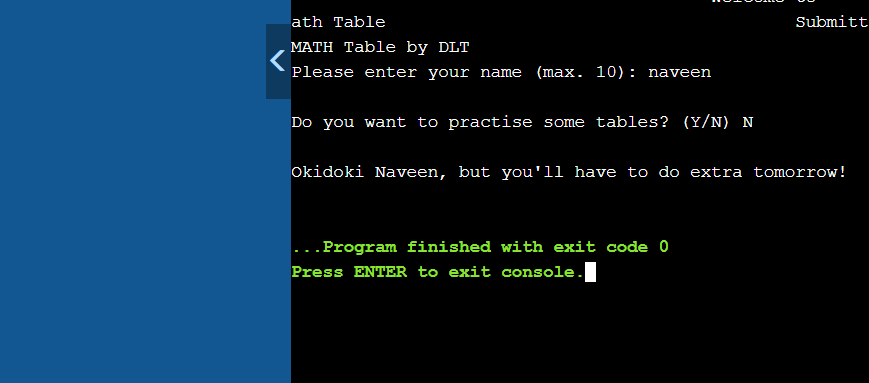 ath Table Submitt
MATH Table by DLT
Please enter your name (max. 10): naveen
Do you want to practise some tables? (Y/N) N
Okidoki Naveen, but you'll have to do extra tomorrow!
...Program finished with exit code 0
Press ENTER to exit console.